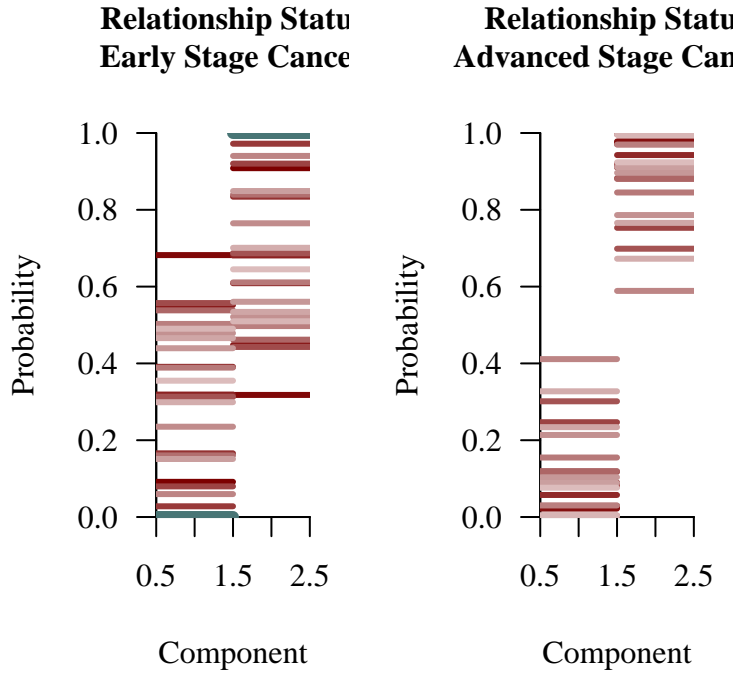 Relationship Statu
Early Stage Cance
Probability
1.0
0.8
0.6
0.4
0.2
0.0
0.5 1.5 2.5
Component
Relationship Statu
Advanced Stage Can
Probability
1.0
0.8
0.6
0.4
0.2
0.0
0.5 1.5 2.5
Component